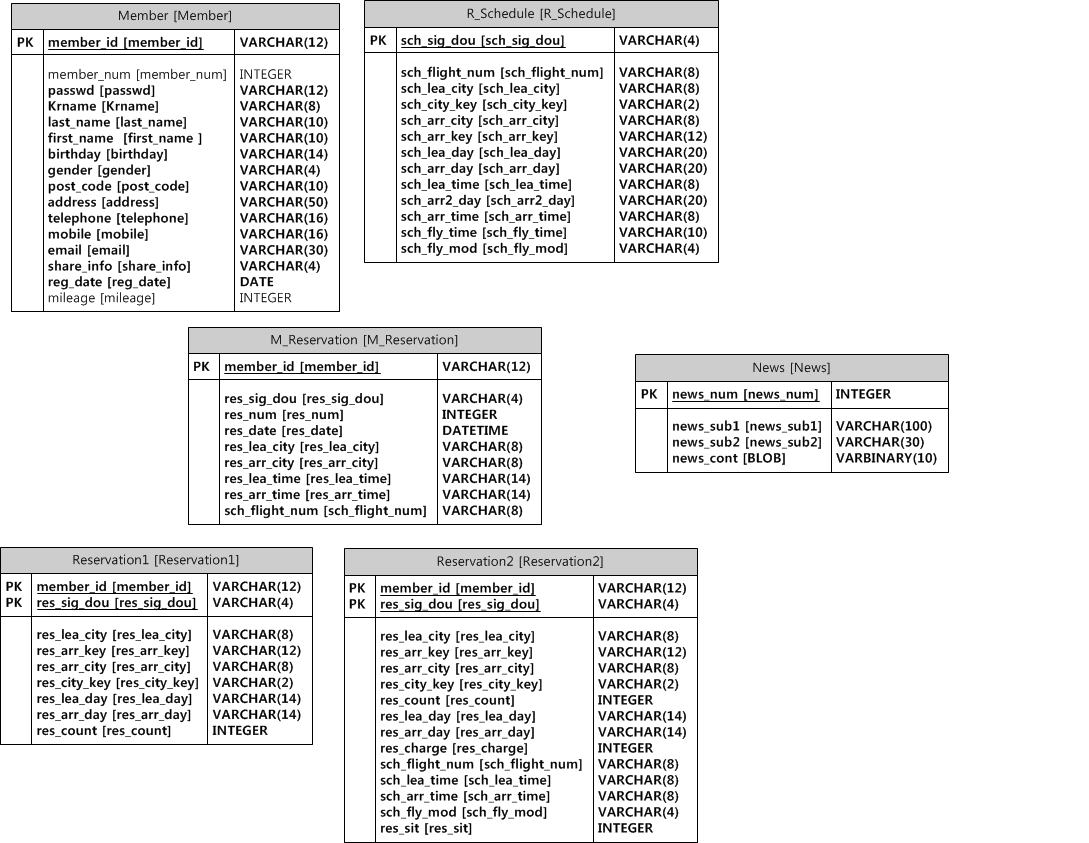 Member [Member]
PK member_id [member_id] VARCHAR(12)
member_num [member_num] INTEGER
passwd [passwd] VARCHAR(12)
Krname [Krname] VARCHAR(8)
last_name [last_name] VARCHAR(10)
first_name [first_name ] VARCHAR(10)
birthday [birthday] VARCHAR(14)
gender [gender] VARCHAR(4)
post_code [post_code] VARCHAR(10)
address [address] VARCHAR(50)
telephone [telephone] VARCHAR(16)
mobile [mobile] VARCHAR(16)
email [email] VARCHAR(30)
share_info [share_info] VARCHAR(4)
reg_date [reg_date] DATE
mileage [mileage] INTEGER
R_Schedule [R_Schedule]
PK sch_sig_dou [sch_sig_dou] VARCHAR(4)
sch_flight_num [sch_flight_num] VARCHAR(8)
sch_lea_city [sch_lea_city] VARCHAR(8)
sch_city_key [sch_city_key] VARCHAR(2)
sch_arr_city [sch_arr_city] VARCHAR(8)
sch_arr_key [sch_arr_key] VARCHAR(12)
sch_lea_day [sch_lea_day] VARCHAR(20)
sch_arr_day [sch_arr_day] VARCHAR(20)
sch_lea_time [sch_lea_time] VARCHAR(8)
sch_arr2_day [sch_arr2_day] VARCHAR(20)
sch_arr_time [sch_arr_time] VARCHAR(8)
sch_fly_time [sch_fly_time] VARCHAR(10)
sch_fly_mod [sch_fly_mod] VARCHAR(4)
M_Reservation [M_Reservation]
PK member_id [member_id] VARCHAR(12)
res_sig_dou [res_sig_dou] VARCHAR(4)
res_num [res_num] INTEGER
res_date [res_date] DATETIME
res_lea_city [res_lea_city] VARCHAR(8)
res_arr_city [res_arr_city] VARCHAR(8)
res_lea_time [res_lea_time] VARCHAR(14)
res_arr_time [res_arr_time] VARCHAR(14)
sch_flight_num [sch_flight_num] VARCHAR(8)
News [News]
PK news_num [news_num] INTEGER
news_sub1 [news_sub1] VARCHAR(100)
news_sub2 [news_sub2] VARCHAR(30)
news_cont [BLOB] VARBINARY(10)
Reservation1 [Reservation1]
PK member_id [member_id] VARCHAR(12)
PK res_sig_dou [res_sig_dou] VARCHAR(4)
res_lea_city [res_lea_city] VARCHAR(8)
res_arr_key [res_arr_key] VARCHAR(12)
res_arr_city [res_arr_city] VARCHAR(8)
res_city_key [res_city_key] VARCHAR(2)
res_lea_day [res_lea_day] VARCHAR(14)
res_arr_day [res_arr_day] VARCHAR(14)
res_count [res_count] INTEGER
Reservation2 [Reservation2]
PK member_id [member_id] VARCHAR(12)
PK res_sig_dou [res_sig_dou] VARCHAR(4)
res_lea_city [res_lea_city] VARCHAR(8)
res_arr_key [res_arr_key] VARCHAR(12)
res_arr_city [res_arr_city] VARCHAR(8)
res_city_key [res_city_key] VARCHAR(2)
res_count [res_count] INTEGER
res_lea_day [res_lea_day] VARCHAR(14)
res_arr_day [res_arr_day] VARCHAR(14)
res_charge [res_charge] INTEGER
sch_flight_num [sch_flight_num] VARCHAR(8)
sch_lea_time [sch_lea_time] VARCHAR(8)
sch_arr_time [sch_arr_time] VARCHAR(8)
sch_fly_mod [sch_fly_mod] VARCHAR(4)
res_sit [res_sit] INTEGER